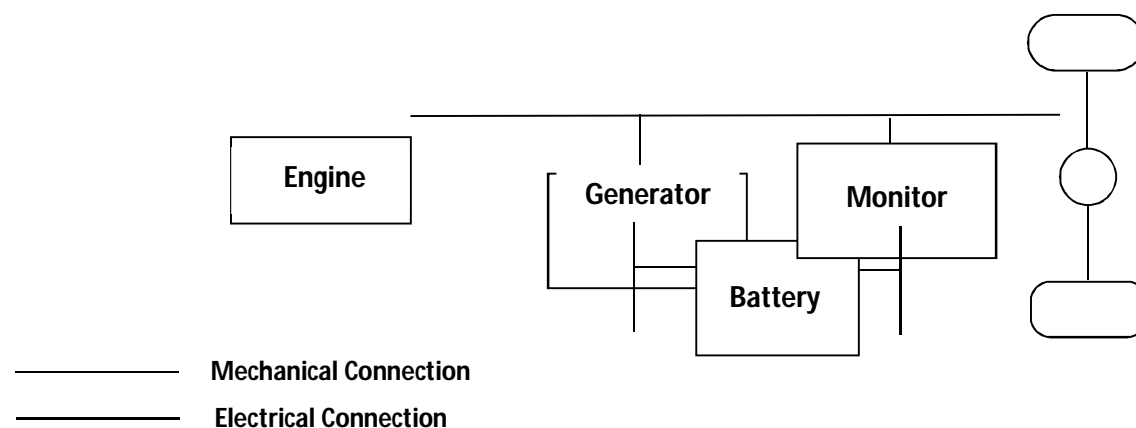 Engine
Generator
Monitor
Battery
Mechanical Connection
Electrical Connection